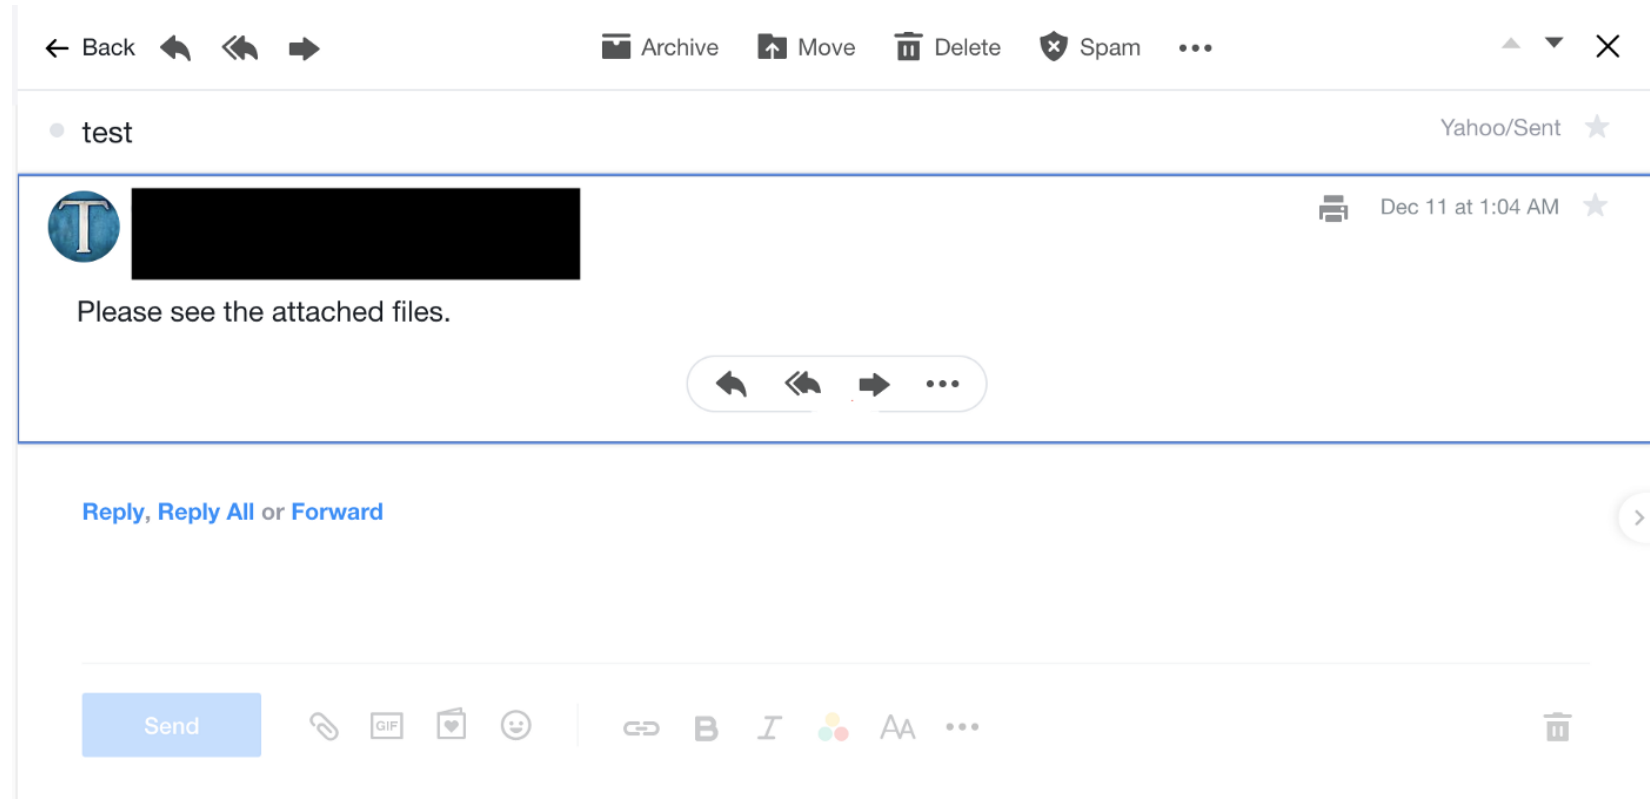 Back Archive Move Delete Spam
test Yahoo/Sent
T Dec 11 at 1:04 AM
Please see the attached files.
Reply, Reply All or Forward
Send GIF B I AA